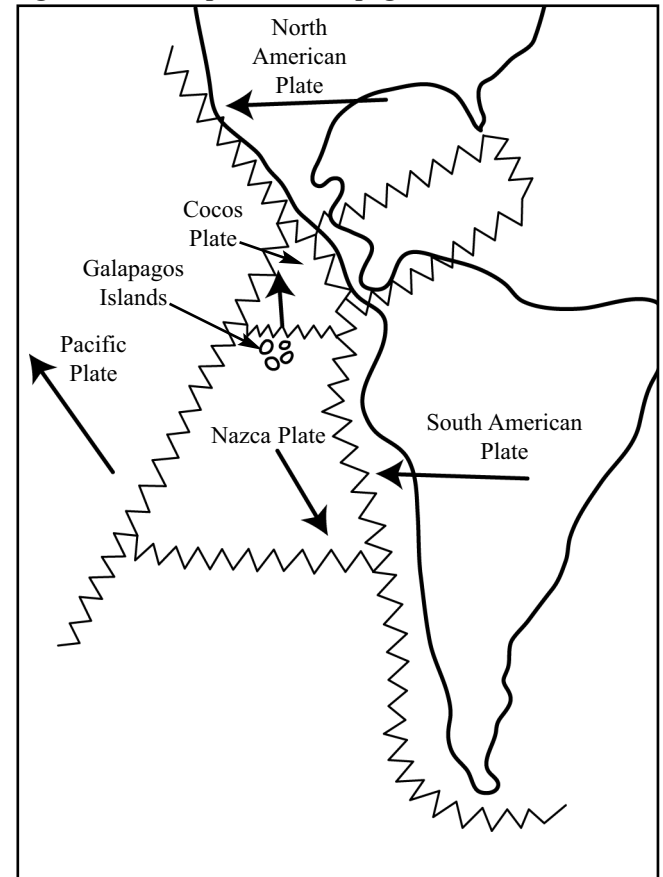 North
American
Plate
Cocos
Plate
Galapagos
Islands
Pacific
Plate
Nazca Plate
South American
Plate